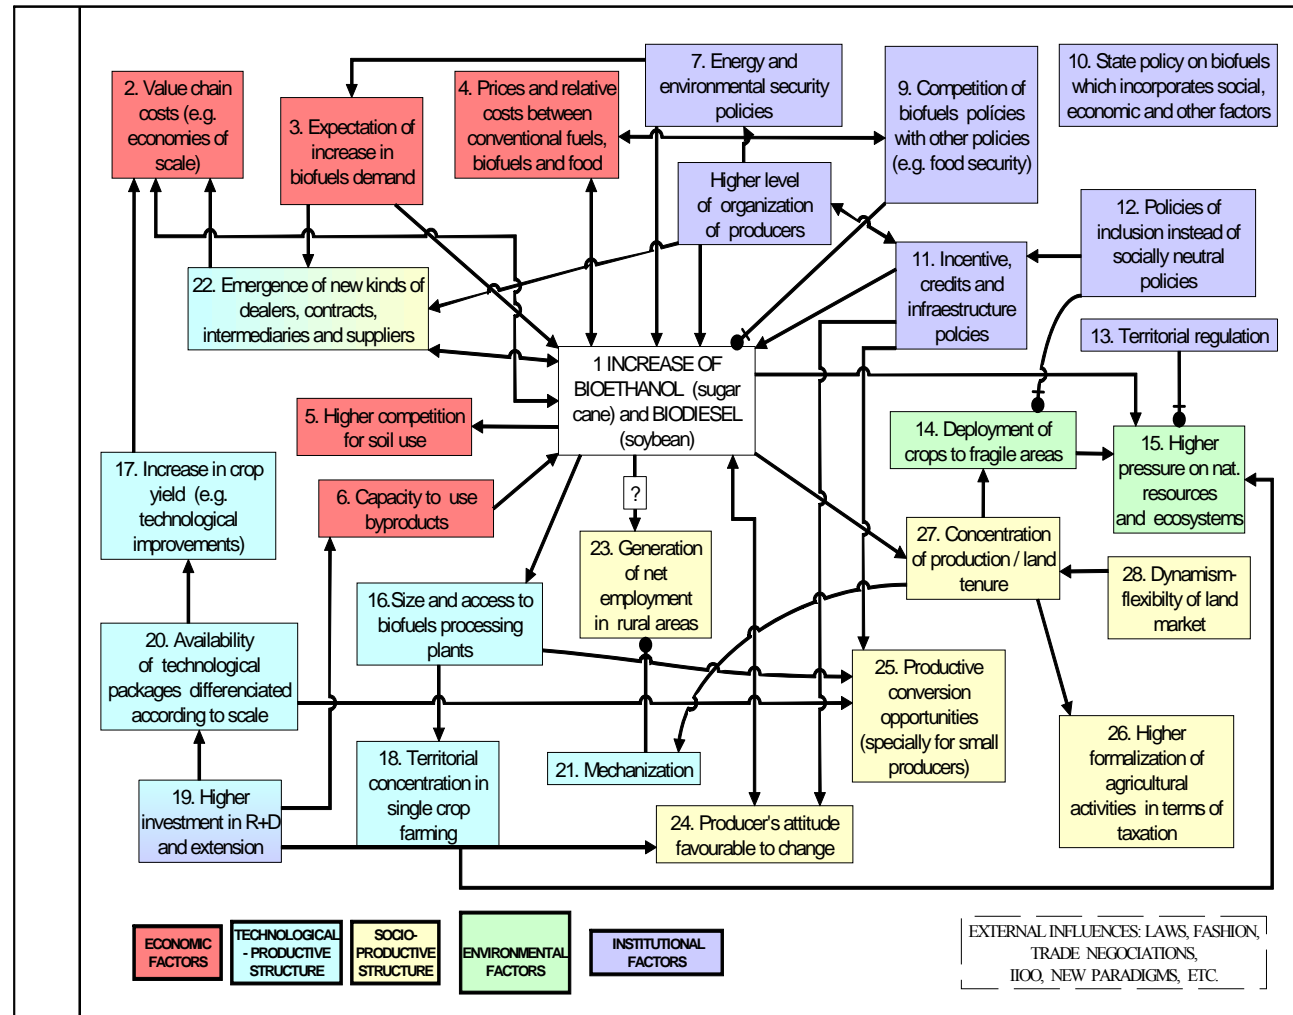 2. Value chain
costs (e.g.
economies of
scale)
3. Expectation of
increase in
biofuels demand
4. Prices and relative
costs between
conventional fuels,
biofuels and food
7. Energy and
environmental security
policies
9. Competition of
biofuels polícies
with other policies
(e.g. food security)
10. State policy on biofuels
which incorporates social,
economic and other factors
Higher level
of organization
of producers
12. Policies of
inclusion instead of
socially neutral
policies
11. Incentive,
credits and
infraestructure
polcies
22. Emergence of new kinds of
dealers, contracts,
intermediaries and suppliers
13. Territorial regulation
1 INCREASE OF
BIOETHANOL (sugar
cane) and BIODIESEL
(soybean)
5. Higher competition
for soil use
14. Deployment of
crops to fragile areas
15. Higher
pressure on nat.
resources
and ecosystems
17. Increase in crop
yield (e.g.
technological
improvements)
6. Capacity to use
byproducts
?
23. Generation
of net
employment
in rural areas
27. Concentration
of production / land
tenure
28. Dynamism-
flexibilty of land
market
16.Size and access to
biofuels processing
plants
20. Availability
of technological
packages differenciated
according to scale
25. Productive
conversion
opportunities
(specially for small
producers)
18. Territorial
concentration in
single crop
farming
21. Mechanization
26. Higher
formalization of
agricultural
activities in terms of
taxation
19. Higher
investment in R+D
and extension
24. Producer's attitude
favourable to change
ECONOMIC
FACTORS
TECHNOLOGICAL
- PRODUCTIVE
STRUCTURE
SOCIO-
PRODUCTIVE
STRUCTURE
ENVIRONMENTAL
FACTORS
INSTITUTIONAL
FACTORS
EXTERNAL INFLUENCES: LAWS, FASHION,
TRADE NEGOCIATIONS,
IIOO, NEW PARADIGMS, ETC.